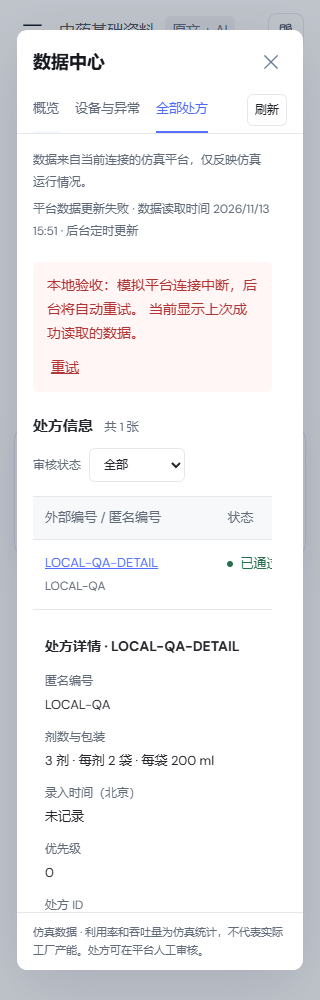 数据中心
概览 设备与异常 全部处方 刷新
数据来自当前连接的仿真平台，仅反映仿真
运行情况。
平台数据更新失败 · 数据读取时间 2026/11/13
15:51 · 后台定时更新
本地验收：模拟平台连接中断，后
台将自动重试。 当前显示上次成
功读取的数据。
重试
处方信息 共 1 张
审核状态 全部
外部编号 / 匿名编号 状态
LOCAL-QA-DETAIL 已通过
LOCAL-QA
处方详情 · LOCAL-QA-DETAIL
匿名编号
LOCAL-QA
剂数与包装
3 剂 · 每剂 2 袋 · 每袋 200 ml
录入时间（北京）
未记录
优先级
0
处方 ID
仿真数据 · 利用率和吞吐量为仿真统计，不代表实际
工厂产能。处方可在平台人工审核。